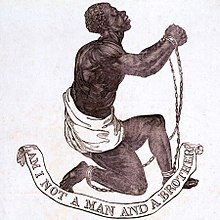 AM I NOT A MAN AND A BROTHER